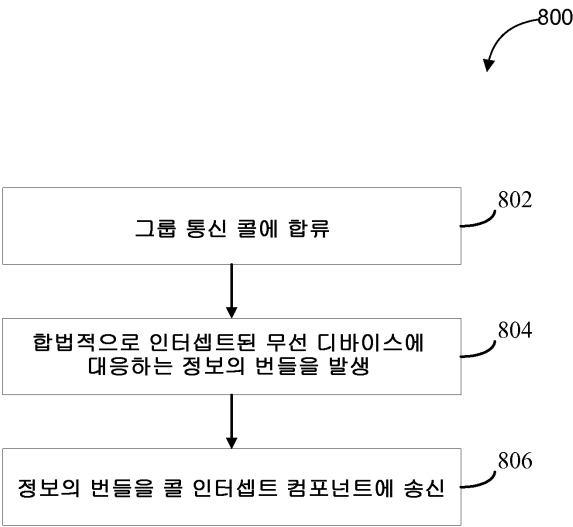 800
802
그룹 통신 콜에 합류
804
합법적으로 인터셉트된 무선 디바이스에
대응하는 정보의 번들을 발생
806
정보의 번들을 콜 인터셉트 컴포넌트에 송신